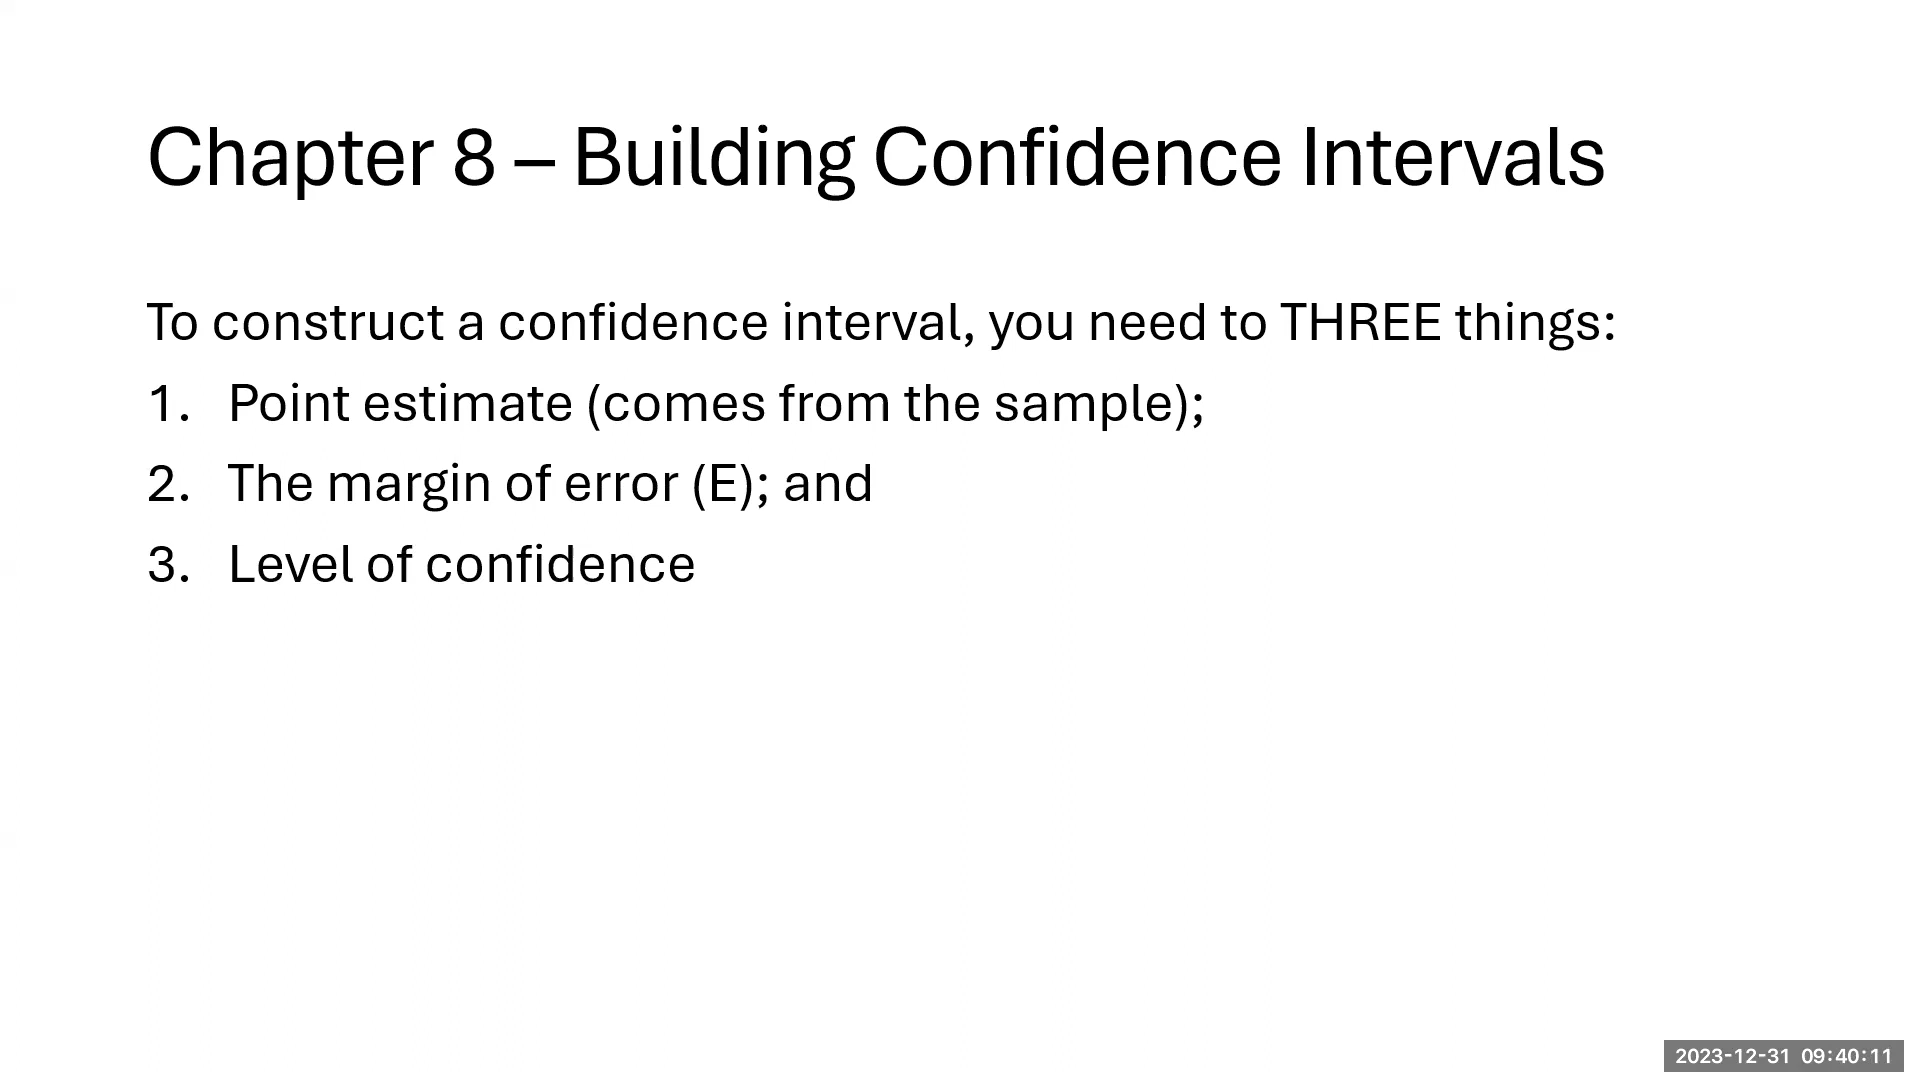 Chapter 8 – Building Confidence Intervals
To construct a confidence interval, you need to THREE things:
1. Point estimate (comes from the sample);
2. The margin of error (E); and
3. Level of confidence
2023-12-31 09:40:11